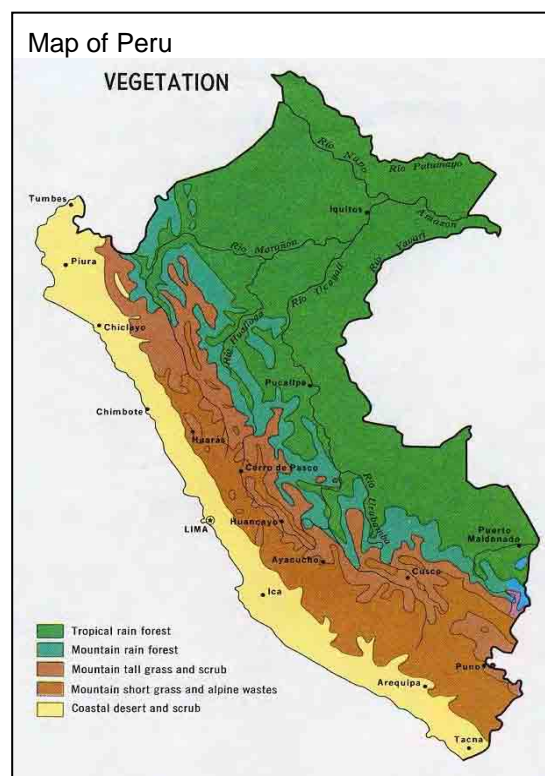 Map of Peru
VEGETATION
Tumbes
Piura
Chiclayo
Chimbote
Huarás
Cerro de Pasco
LIMA
Huancayo
Ayacucho
Ica
Cusco
Puerto
Maldonado
Puno
Arequipa
Tacna
Iquitos
Pucallpa
Río Napo
Río Putumayo
Amazon
Río Yavarí
Río Marañón
Río Ucayali
Río Huallaga
Río Urubamba
Tropical rain forest
Mountain rain forest
Mountain tall grass and scrub
Mountain short grass and alpine wastes
Coastal desert and scrub